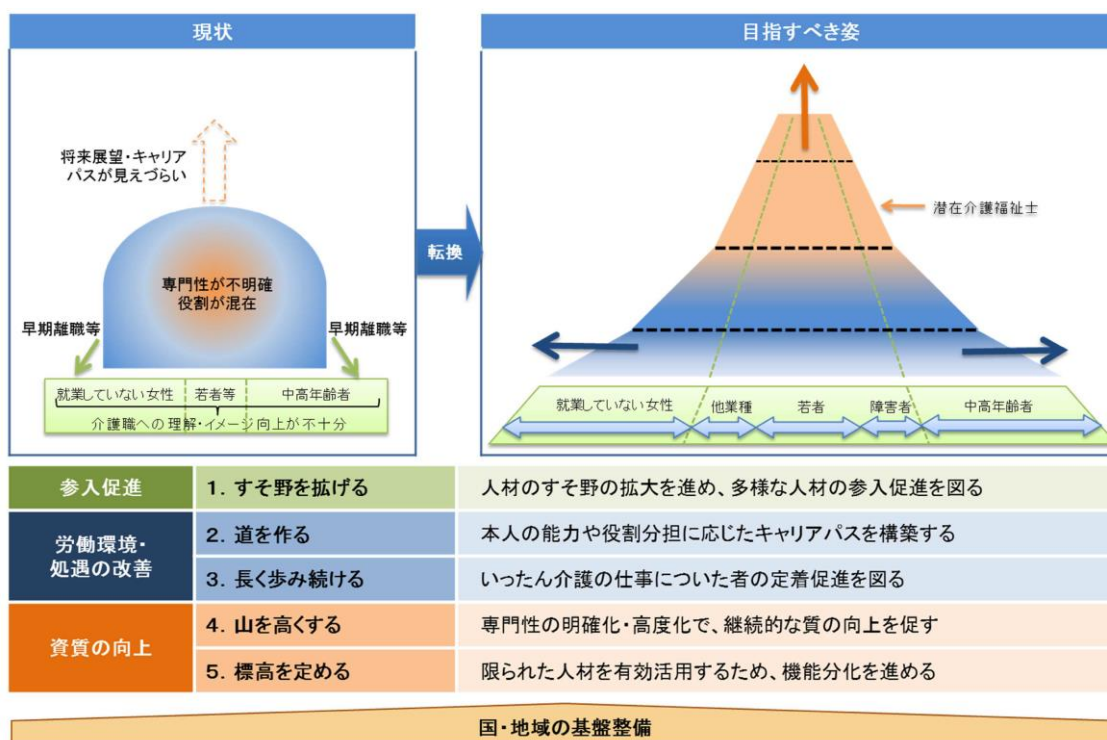 現状
将来展望・キャリア
パスが見えづらい
専門性が不明確
役割が混在
早期離職等
早期離職等
就業していない女性 若者等 中高年齢者
介護職への理解・イメージ向上が不十分
転換
目指すべき姿
潜在介護福祉士
就業していない女性 他業種 若者 障害者 中高年齢者
参入促進
1. すそ野を拡げる
人材のすそ野の拡大を進め、多様な人材の参入促進を図る
労働環境・
処遇の改善
2. 道を作る
本人の能力や役割分担に応じたキャリアパスを構築する
3. 長く歩み続ける
いったん介護の仕事についた者の定着促進を図る
資質の向上
4. 山を高くする
専門性の明確化・高度化で、継続的な質の向上を促す
5. 標高を定める
限られた人材を有効活用するため、機能分化を進める
国・地域の基盤整備